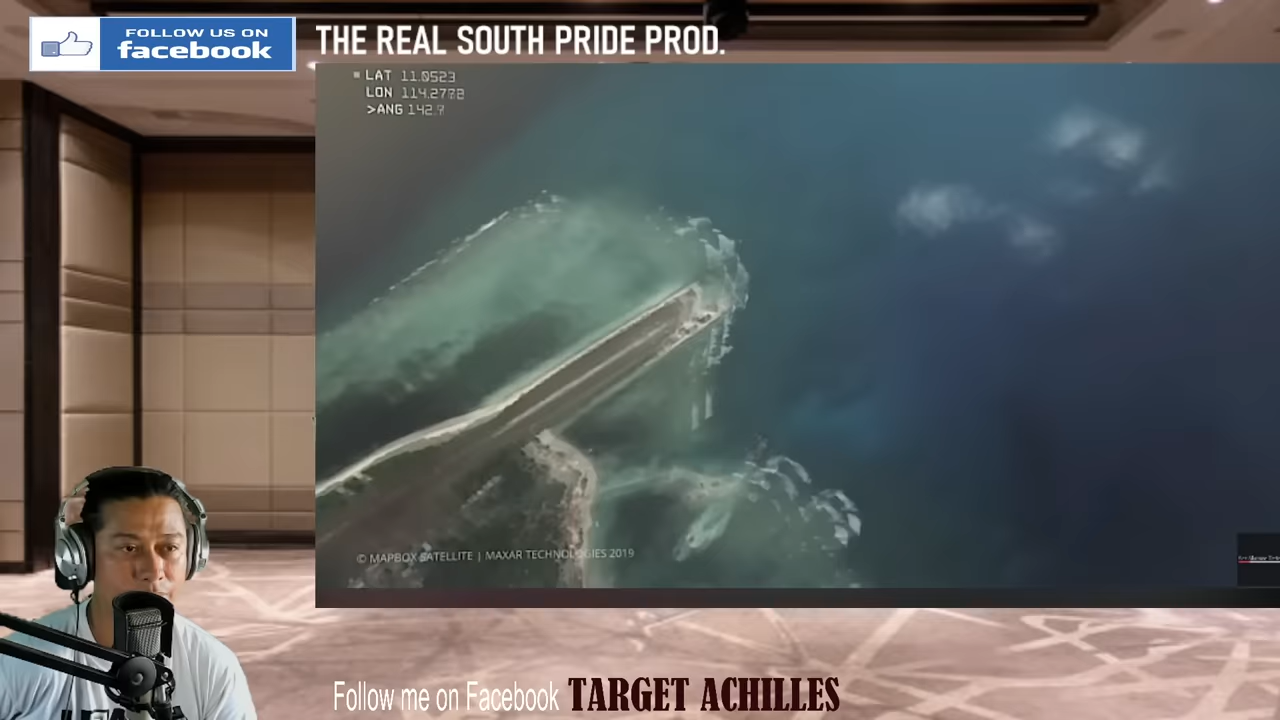 FOLLOW US ON
facebook
THE REAL SOUTH PRIDE PROD.
LAT 11.0523
LON 114.2778
>ANG 142.7
© MAPBOX SATELLITE | MAXAR TECHNOLOGIES 2019
Follow me on Facebook TARGET ACHILLES